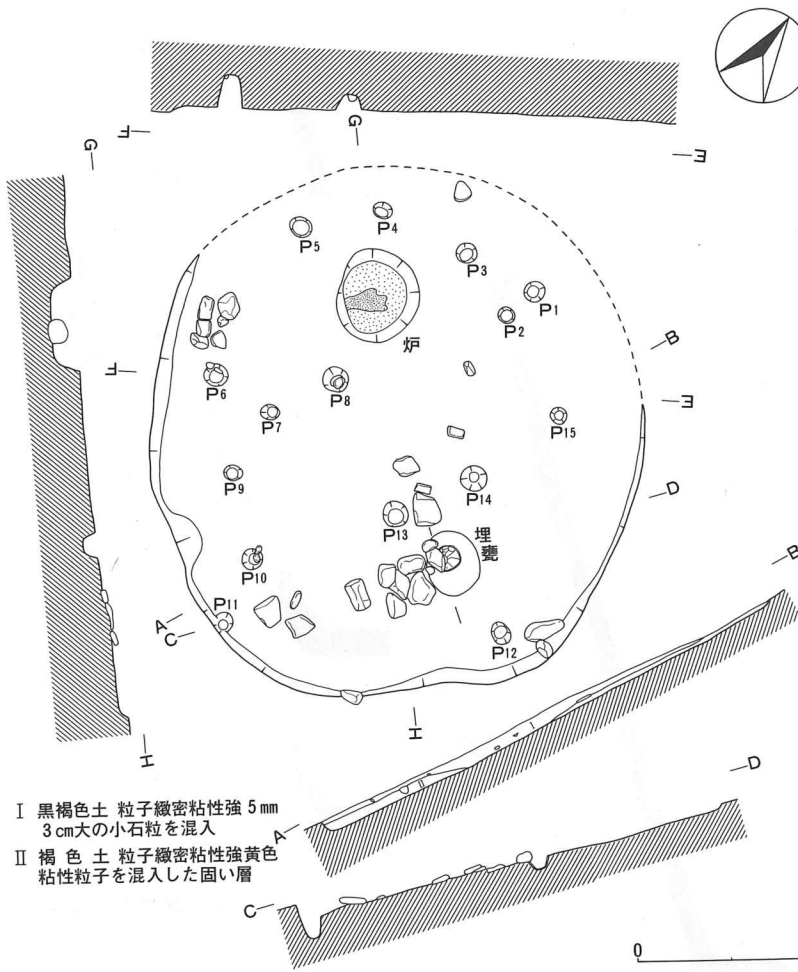 G
F
G
E
P4
P5
P3
P1
P2
炉
B
F
P6
P8
E
P7
P15
P9
P14
D
P13
埋甕
P10
B
A
P11
C
P12
H
H
D
Ⅰ 黒褐色土 粒子緻密粘性強 5㎜
3㎝大の小石粒を混入
A
Ⅱ 褐色土 粒子緻密粘性強黄色
粘性粒子を混入した固い層
C
0